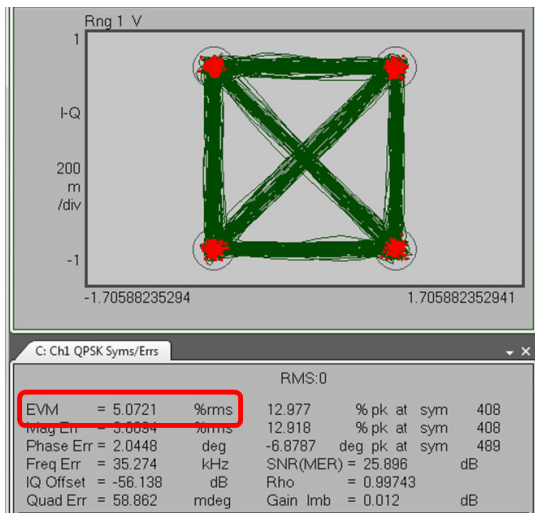 Rng 1 V
1
I-Q
200
m
/div
-1
-1.70588235294 1.705882352941
C: Ch1 QPSK Syms/Errs
RMS:0
EVM = 5.0721 %rms 12.977 % pk at sym 408
Mag Err = %rms 12.918 % pk at sym 408
Phase Err = 2.0448 deg -6.8787 deg pk at sym 489
Freq Err = 35.274 kHz SNR(MER) = 25.896 dB
IQ Offset = -56.138 dB Rho = 0.99743
Quad Err = 58.862 mdeg Gain Imb = 0.012 dB